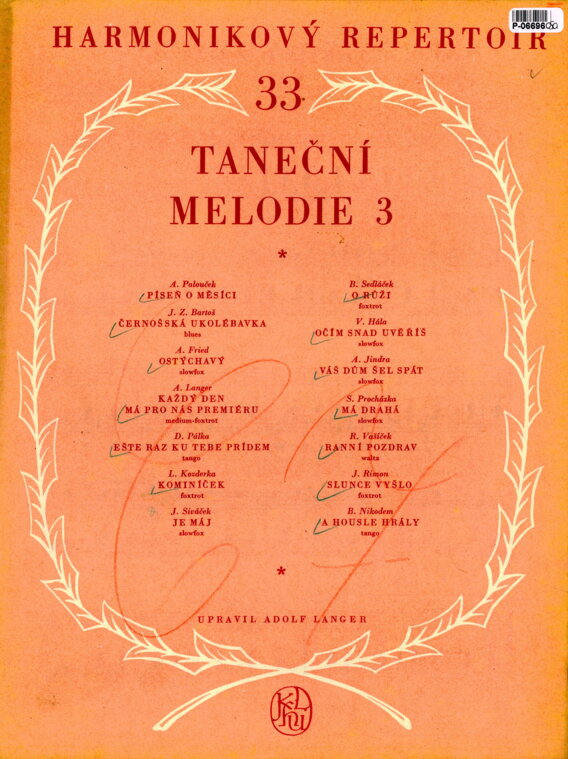 P-06696
HARMONIKOVÝ REPERTOIR
33
TANEČNÍ
MELODIE 3
*
A. Palouček
PÍSEŇ O MĚSÍCI
J. Z. Bartoš
ČERNOŠSKÁ UKOLÉBAVKA
blues
A. Fried
OSTÝCHAVÝ
slowfox
A. Langer
KAŽDÝ DEN
MÁ PRO NÁS PREMIÉRU
medium-foxtrot
D. Pálka
EŠTE RAZ KU TEBE PRÍDEM
tango
L. Kozderka
KOMINÍČEK
foxtrot
J. Siváček
JE MÁJ
slowfox
B. Sedláček
O RŮŽI
foxtrot
V. Hála
OČÍM SNAD UVĚŘÍŠ
slowfox
A. Jindra
VÁŠ DŮM ŠEL SPÁT
slowfox
S. Procházka
MÁ DRAHÁ
slowfox
R. Vašíček
RANNÍ POZDRAV
waltz
J. Rimon
SLUNCE VYŠLO
foxtrot
B. Nikodem
A HOUSLE HRÁLY
tango
*
UPRAVIL ADOLF LANGER